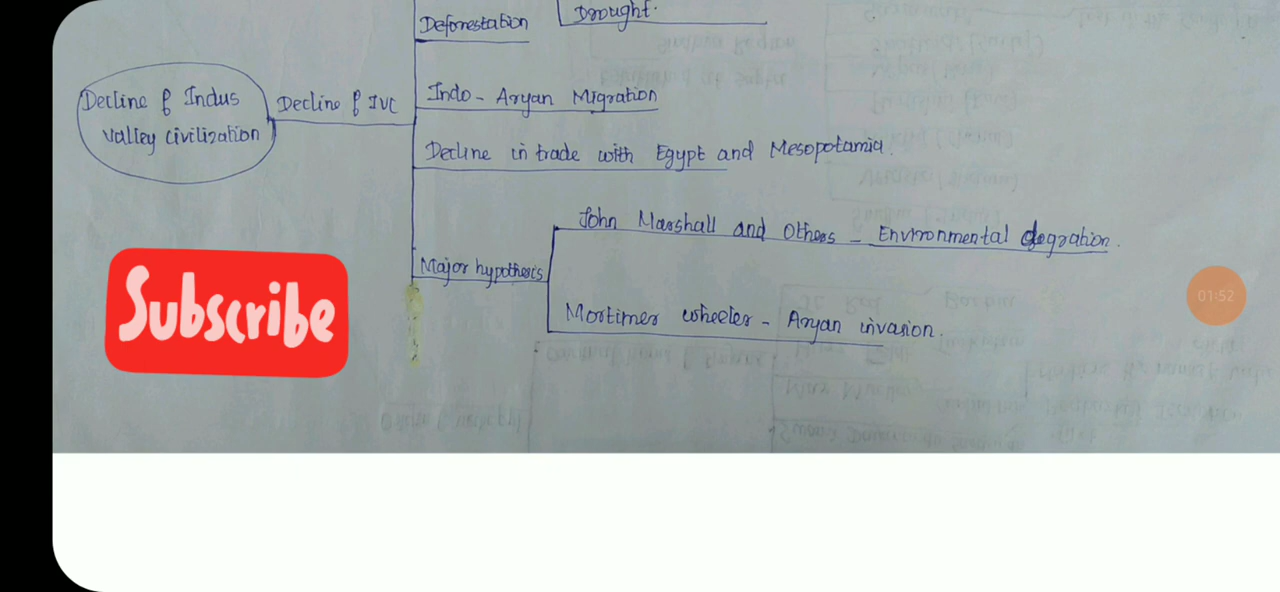 Drought.
Deforestation
Decline of Indus
valley civilization
Decline of IVC
Indo - Aryan Migration
Decline in trade with Egypt and Mesopotamia.
John Marshall and Others - Environmental degration.
Major hypothesis
Mortimer wheeler - Aryan invasion.
Subscribe
01:52